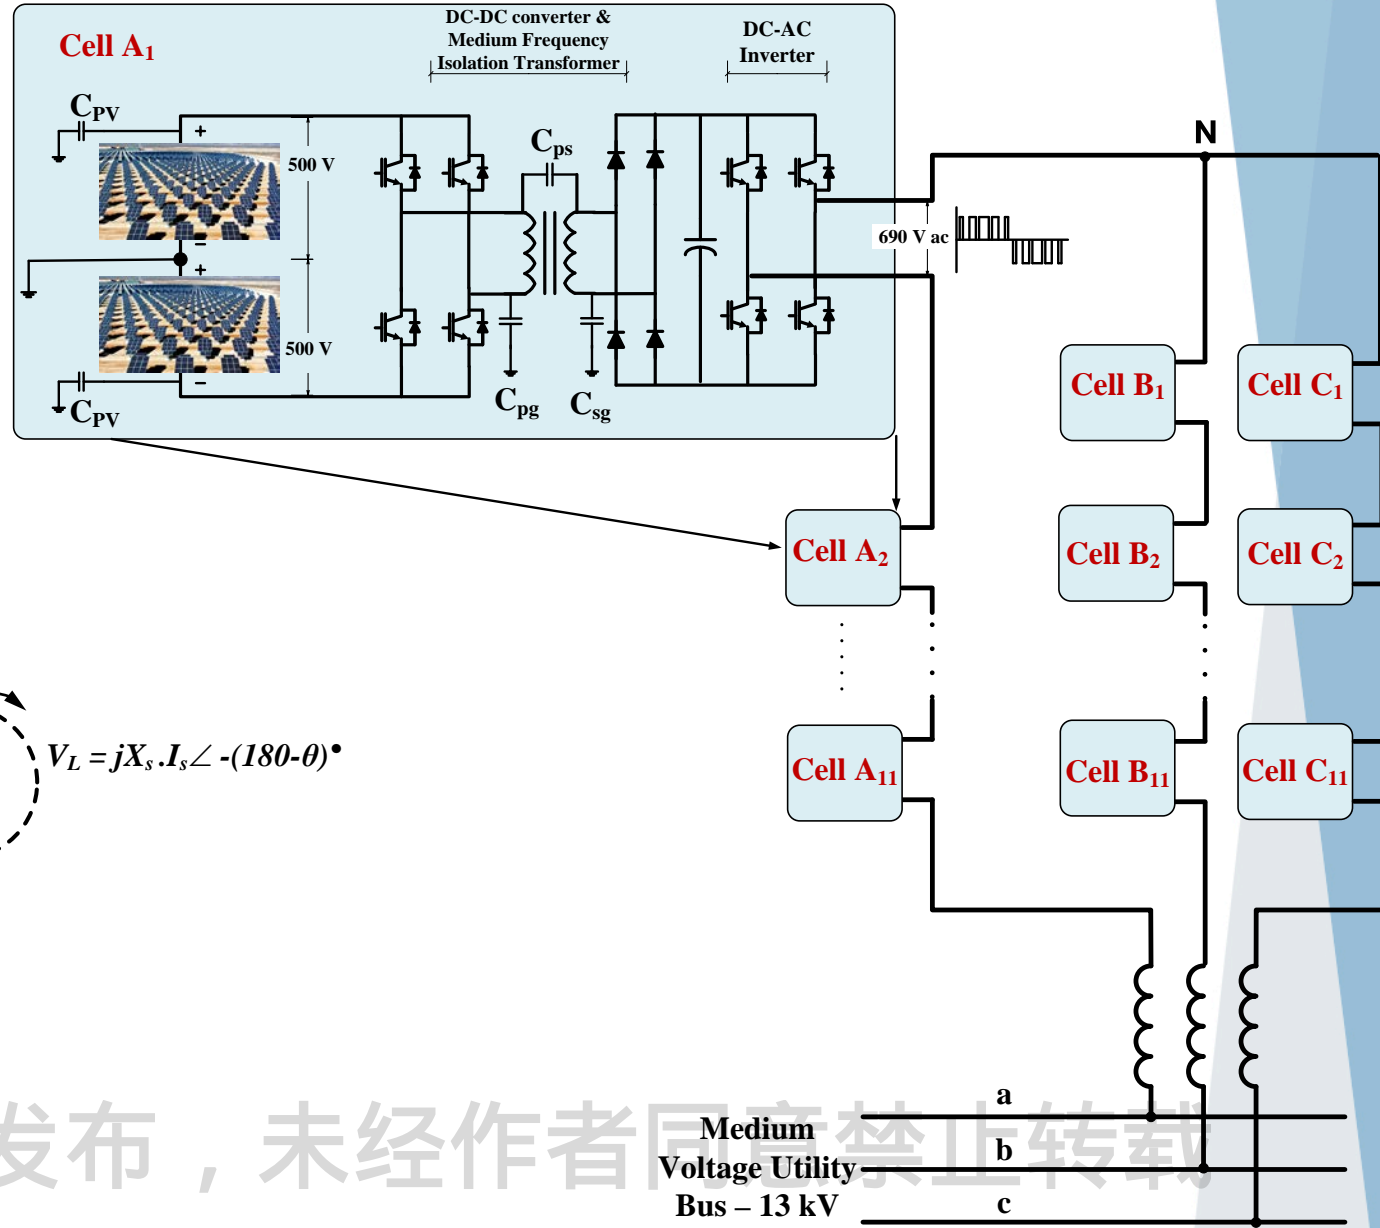 Cell A1
DC-DC converter &
Medium Frequency
Isolation Transformer
DC-AC
Inverter
CPV
+
500 V
−
+
500 V
−
CPV
Cps
Cpg
Csg
690 V ac
N
Cell B1
Cell C1
Cell A2
Cell B2
Cell C2
Cell A11
Cell B11
Cell C11
VL = jXs.Is∠ -(180-θ)•
a
Medium
b
Voltage Utility
Bus – 13 kV
c
发布，未经作者同意禁止转载